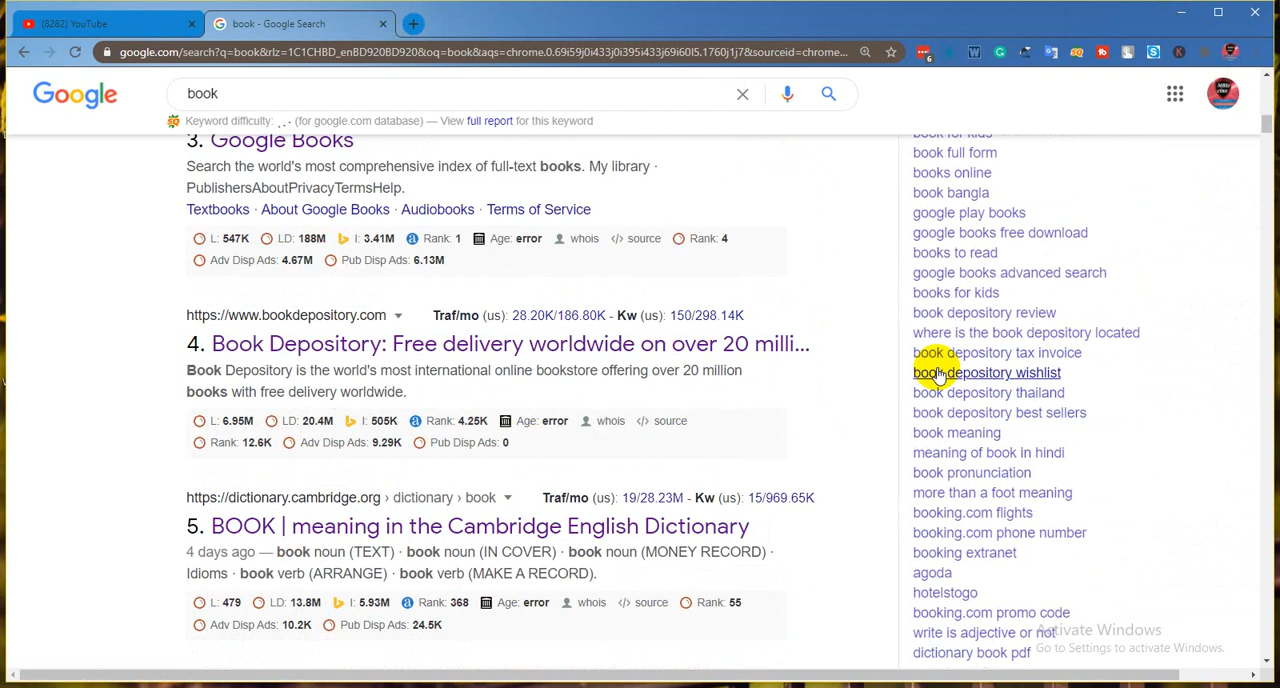 (8282) YouTube
book - Google Search
google.com/search?q=book&rlz=1C1CHBD_enBD920BD920&oq=book&aqs=chrome.0.69i59j0i433j0i395i433j69i60l5.1760j1j7&sourceid=chrome...
6
Google
book
Keyword difficulty: . . . (for google.com database) — View full report for this keyword
3. Google Books
Search the world's most comprehensive index of full-text books. My library ·
PublishersAboutPrivacyTermsHelp.
Textbooks · About Google Books · Audiobooks · Terms of Service
L: 547K LD: 188M I: 3.41M Rank: 1 Age: error whois </> source Rank: 4
Adv Disp Ads: 4.67M Pub Disp Ads: 6.13M
https://www.bookdepository.com Traf/mo (us): 28.20K/186.80K - Kw (us): 150/298.14K
4. Book Depository: Free delivery worldwide on over 20 milli...
Book Depository is the world's most international online bookstore offering over 20 million
books with free delivery worldwide.
L: 6.95M LD: 20.4M I: 505K Rank: 4.25K Age: error whois </> source
Rank: 12.6K Adv Disp Ads: 9.29K Pub Disp Ads: 0
https://dictionary.cambridge.org › dictionary › book Traf/mo (us): 19/28.23M - Kw (us): 15/969.65K
5. BOOK | meaning in the Cambridge English Dictionary
4 days ago — book noun (TEXT) · book noun (IN COVER) · book noun (MONEY RECORD) ·
Idioms · book verb (ARRANGE) · book verb (MAKE A RECORD).
L: 479 LD: 13.8M I: 5.93M Rank: 368 Age: error whois </> source Rank: 55
Adv Disp Ads: 10.2K Pub Disp Ads: 24.5K
book for kids
book full form
books online
book bangla
google play books
google books free download
books to read
google books advanced search
books for kids
book depository review
where is the book depository located
book depository tax invoice
book depository wishlist
book depository thailand
book depository best sellers
book meaning
meaning of book in hindi
book pronunciation
more than a foot meaning
booking.com flights
booking.com phone number
booking extranet
agoda
hotelstogo
booking.com promo code
write is adjective or not
dictionary book pdf
Activate Windows
Go to Settings to activate Windows.